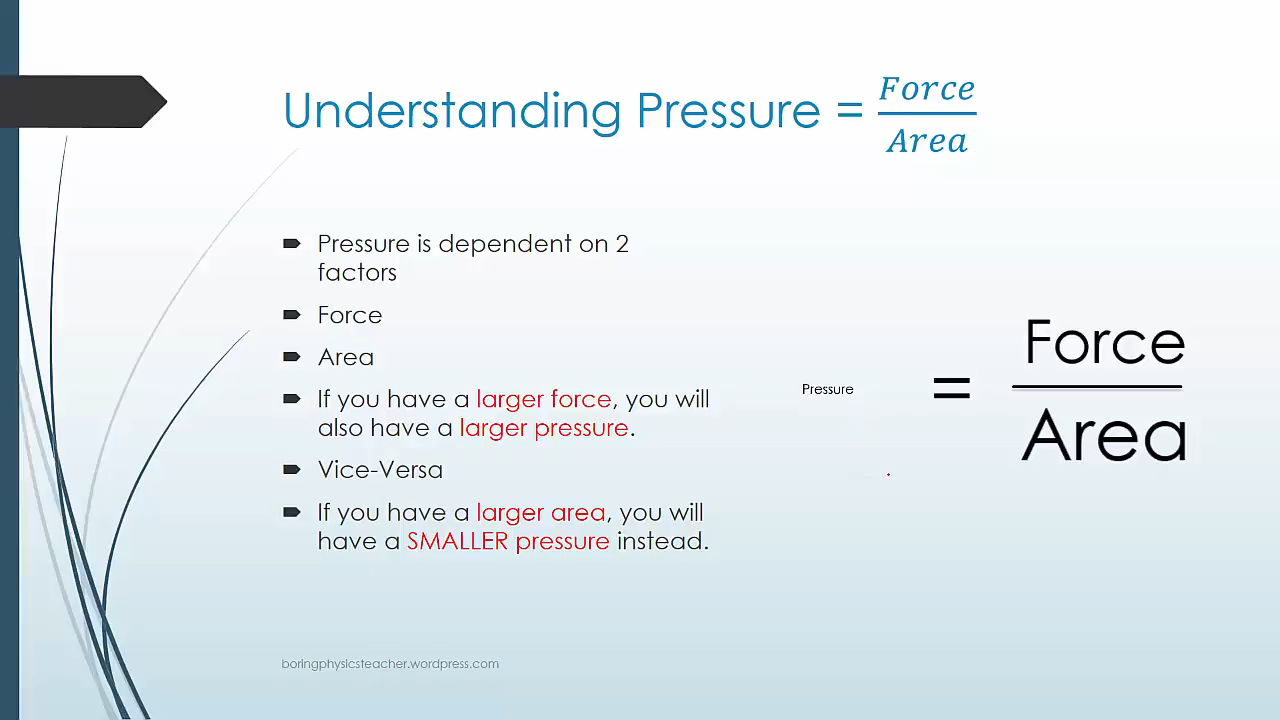 Understanding Pressure = Force
Area
Pressure is dependent on 2
factors
Force
Area
If you have a larger force, you will
also have a larger pressure.
Vice-Versa
If you have a larger area, you will
have a SMALLER pressure instead.
Pressure
=
Force
Area
boringphysicsteacher.wordpress.com